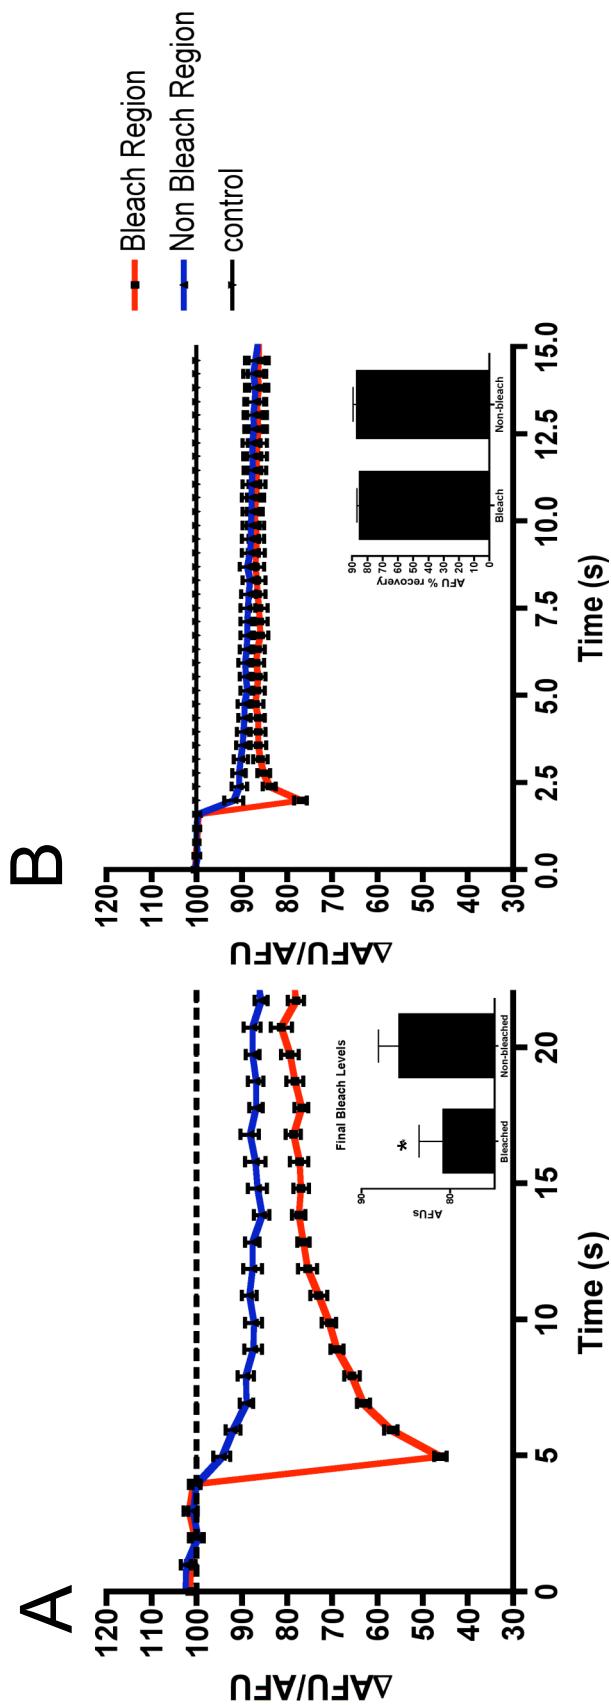 A
ΔAFU/AFU
120
110
100
90
80
70
60
50
40
30
0
5
10
15
20
Time (s)
Final Bleach Levels
AFUs
90
80
*
Bleached
Non-bleached
B
ΔAFU/AFU
120
110
100
90
80
70
60
50
40
30
0.0
2.5
5.0
7.5
10.0
12.5
15.0
Time (s)
AFU % recovery
90
80
70
60
50
40
30
20
10
0
Bleach
Non-bleach
Bleach Region
Non Bleach Region
control